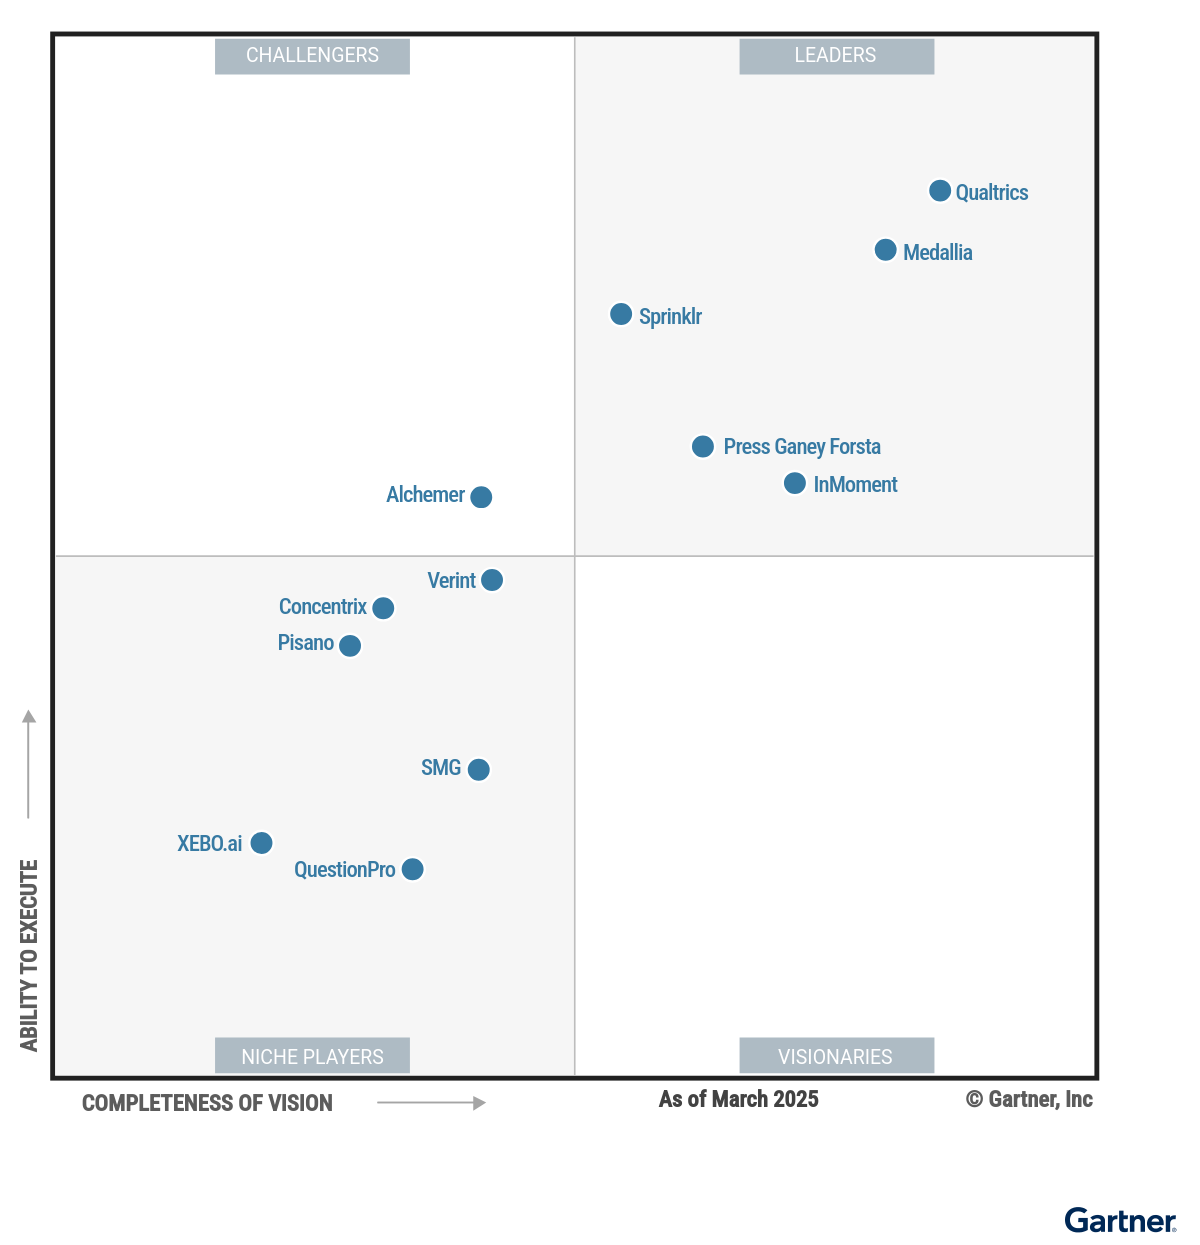 CHALLENGERS
LEADERS
Qualtrics
Medallia
Sprinklr
Press Ganey Forsta
InMoment
Alchemer
Verint
Concentrix
Pisano
SMG
XEBO.ai
QuestionPro
ABILITY TO EXECUTE
NICHE PLAYERS
VISIONARIES
COMPLETENESS OF VISION
As of March 2025
© Gartner, Inc
Gartner®